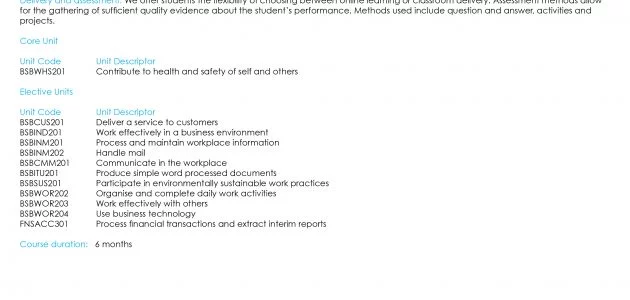 Delivery and assessment: We offer students the flexibility of choosing between online learning or classroom delivery. Assessment methods allow
for the gathering of sufficient quality evidence about the student's performance. Methods used include question and answer, activities and
projects.
Core Unit
Unit Code Unit Descriptor
BSBWHS201 Contribute to health and safety of self and others
Elective Units
Unit Code Unit Descriptor
BSBCUS201 Deliver a service to customers
BSBIND201 Work effectively in a business environment
BSBINM201 Process and maintain workplace information
BSBINM202 Handle mail
BSBCMM201 Communicate in the workplace
BSBITU201 Produce simple word processed documents
BSBSUS201 Participate in environmentally sustainable work practices
BSBWOR202 Organise and complete daily work activities
BSBWOR203 Work effectively with others
BSBWOR204 Use business technology
FNSACC301 Process financial transactions and extract interim reports
Course duration: 6 months